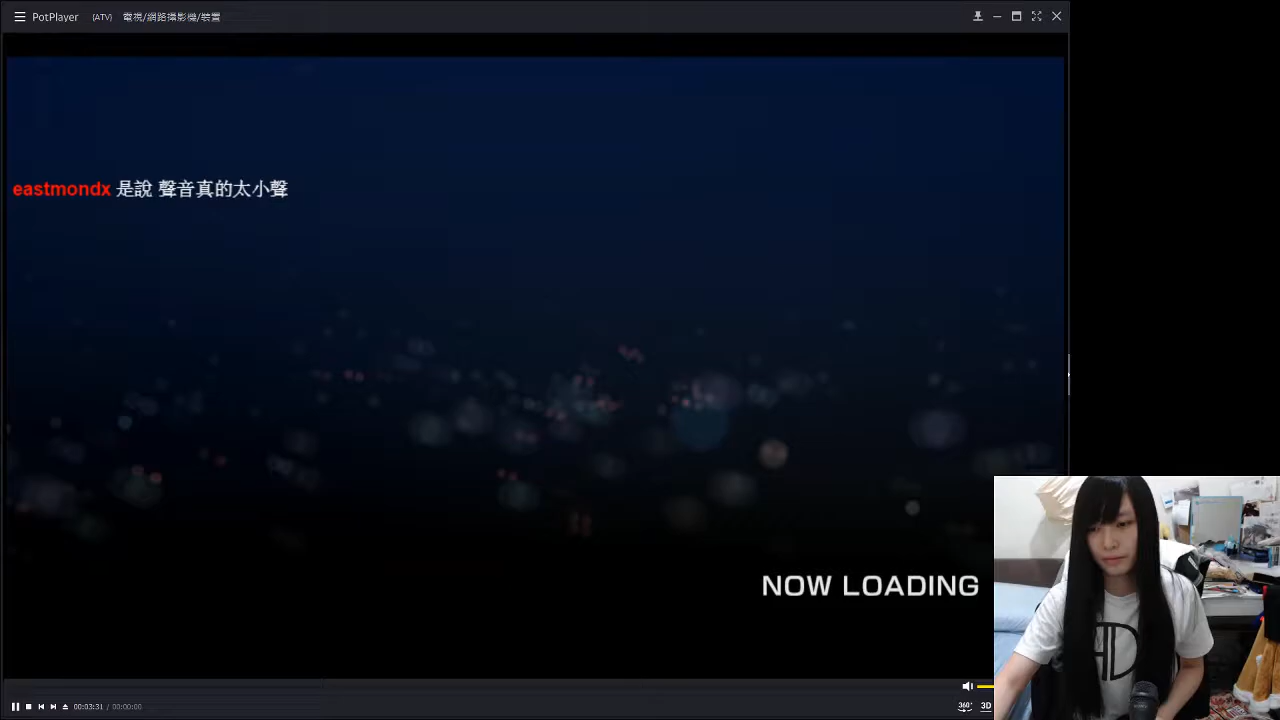 PotPlayer (ATV) 電視/網路攝影機/裝置
eastmondx 是說 聲音真的太小聲
NOW LOADING
00:03:31 / 00:00:00
360°
3D